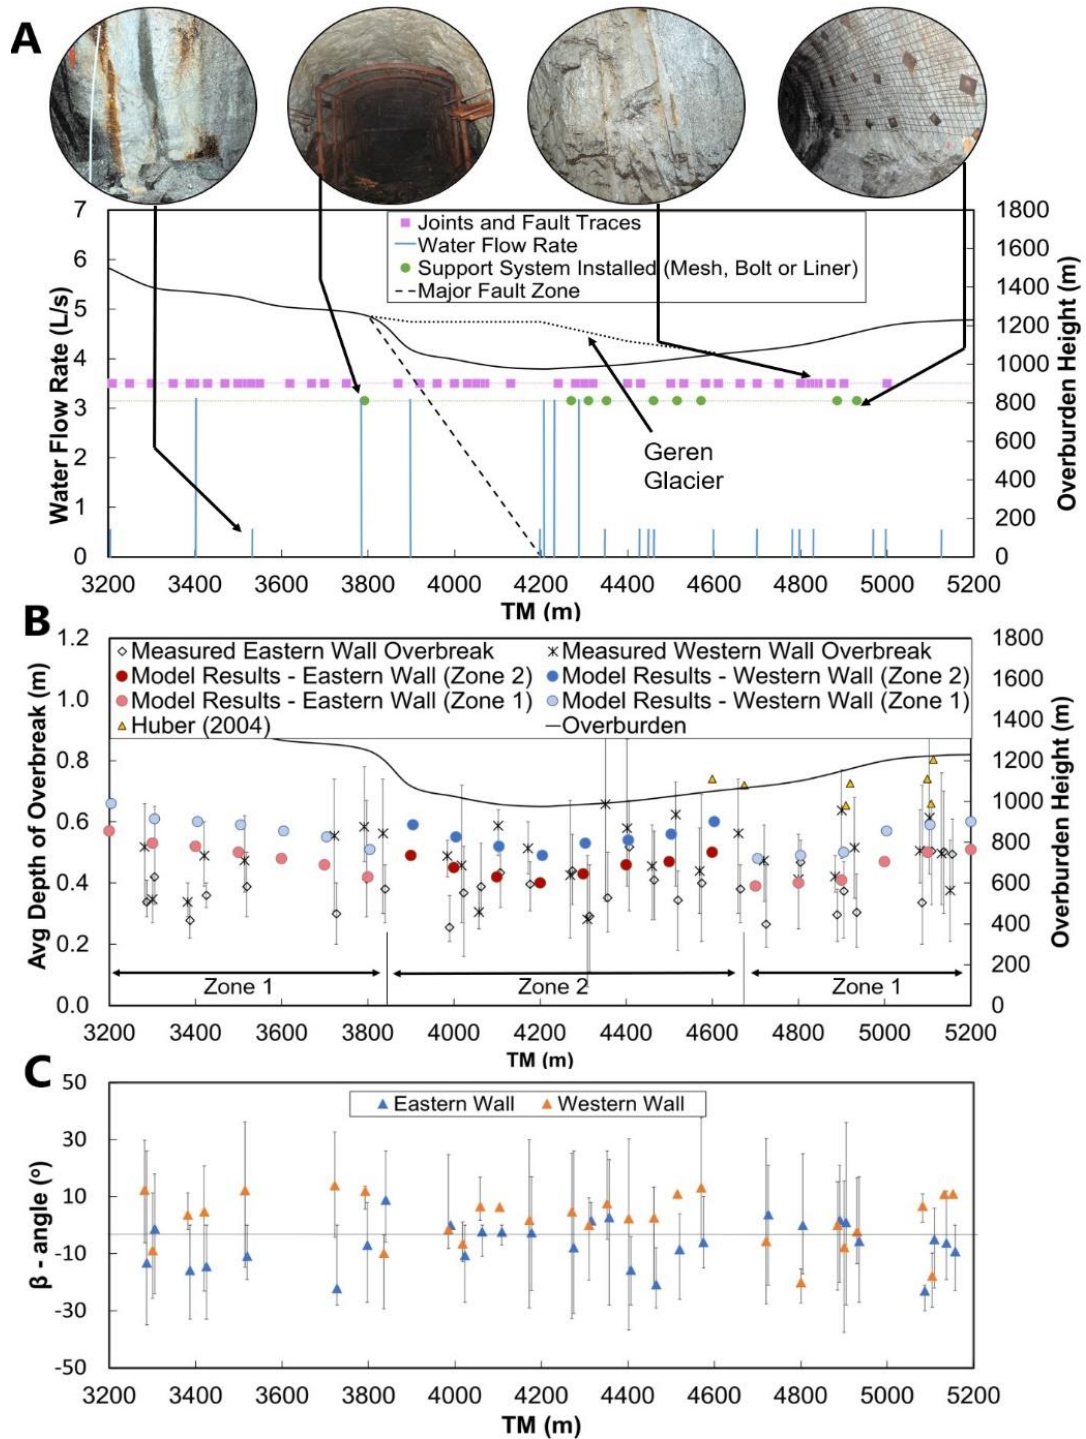 A
7
6
5
4
3
2
1
0
Water Flow Rate (L/s)
Joints and Fault Traces
Water Flow Rate
Support System Installed (Mesh, Bolt or Liner)
Major Fault Zone
Geren
Glacier
1800
1600
1400
1200
1000
800
600
400
200
0
Overburden Height (m)
3200 3400 3600 3800 4000 4200 4400 4600 4800 5000 5200
TM (m)
B
1.2
1.0
0.8
0.6
0.4
0.2
0.0
Avg Depth of Overbreak (m)
Measured Eastern Wall Overbreak
Measured Western Wall Overbreak
Model Results - Eastern Wall (Zone 2)
Model Results - Western Wall (Zone 2)
Model Results - Eastern Wall (Zone 1)
Model Results - Western Wall (Zone 1)
Huber (2004)
Overburden
Zone 1
Zone 2
Zone 1
1800
1600
1400
1200
1000
800
600
400
200
0
Overburden Height (m)
3200 3400 3600 3800 4000 4200 4400 4600 4800 5000 5200
TM (m)
C
50
30
10
-10
-30
-50
β - angle (º)
Eastern Wall
Western Wall
3200 3400 3600 3800 4000 4200 4400 4600 4800 5000 5200
TM (m)